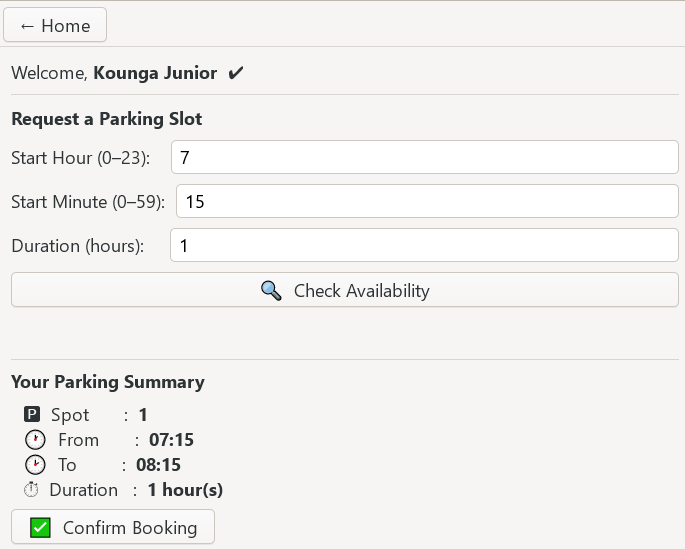 ← Home
Welcome, Kounga Junior ✔
Request a Parking Slot
Start Hour (0–23): 7
Start Minute (0–59): 15
Duration (hours): 1
🔍 Check Availability
Your Parking Summary
🅿 Spot : 1
🕐 From : 07:15
🕑 To : 08:15
⏱ Duration : 1 hour(s)
✅ Confirm Booking